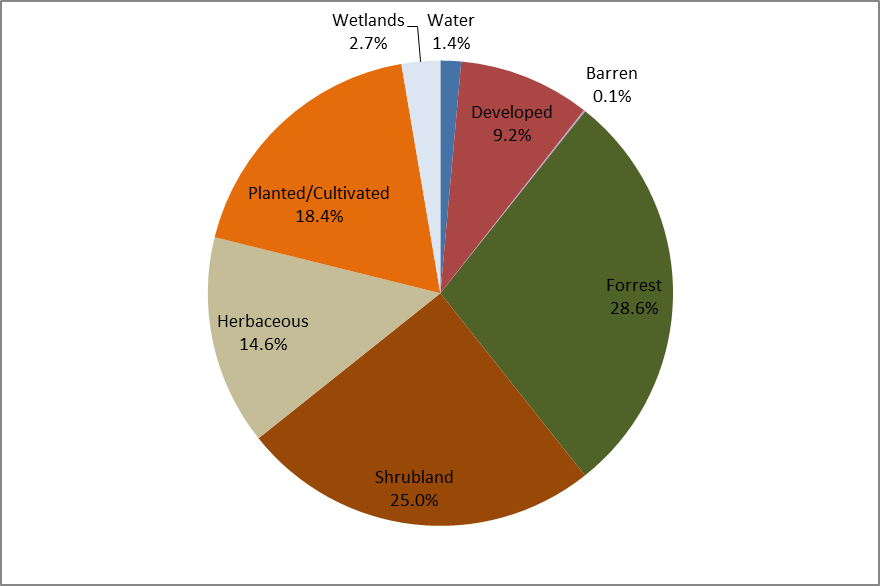 Wetlands
2.7%
Water
1.4%
Barren
0.1%
Developed
9.2%
Planted/Cultivated
18.4%
Forrest
28.6%
Herbaceous
14.6%
Shrubland
25.0%